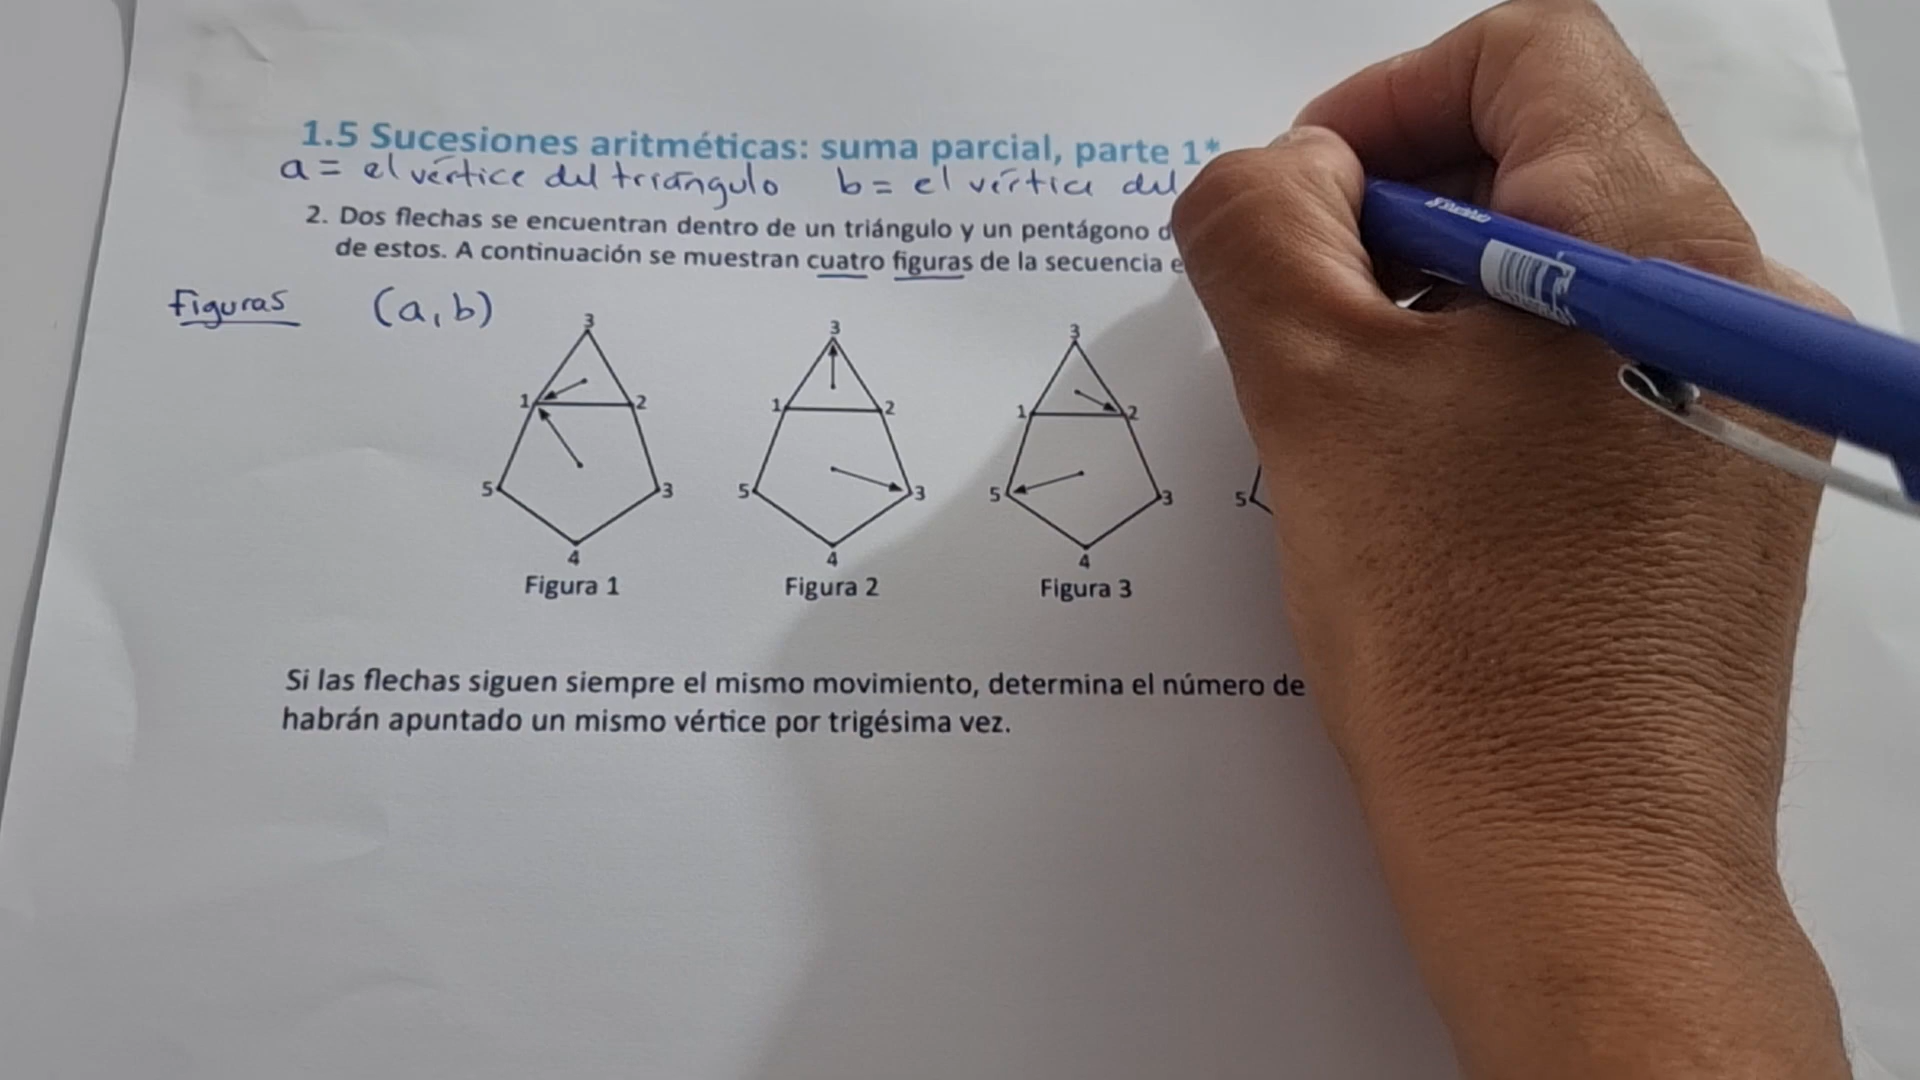 1.5 Sucesiones aritméticas: suma parcial, parte 1*
a = el vértice del triángulo b = el vértice del
2. Dos flechas se encuentran dentro de un triángulo y un pentágono
de estos. A continuación se muestran cuatro figuras de la secuencia
figuras (a,b)
3 3 3
1 2 1 2 1 2
5 3 5 3 5 3 5
4 4 4
Figura 1 Figura 2 Figura 3
Si las flechas siguen siempre el mismo movimiento, determina el número de
habrán apuntado un mismo vértice por trigésima vez.